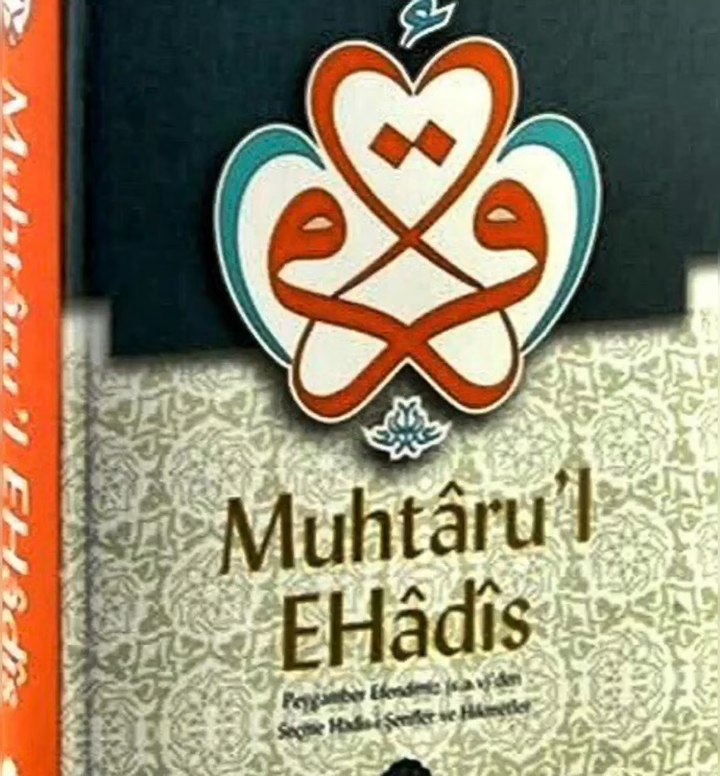 Muhtâru'l EHâdîs
Muhtâru'l
EHâdîs
Peygamber Efendimiz (s.a.v)'den
Seçme Hadis-i Şerifler ve Hikmetler